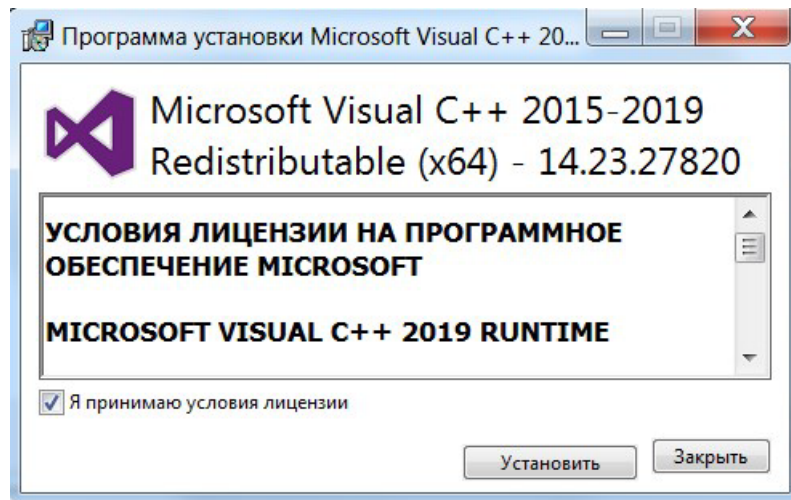 Программа установки Microsoft Visual C++ 20...
Microsoft Visual C++ 2015-2019
Redistributable (x64) - 14.23.27820
УСЛОВИЯ ЛИЦЕНЗИИ НА ПРОГРАММНОЕ
ОБЕСПЕЧЕНИЕ MICROSOFT
MICROSOFT VISUAL C++ 2019 RUNTIME
Я принимаю условия лицензии
Установить
Закрыть